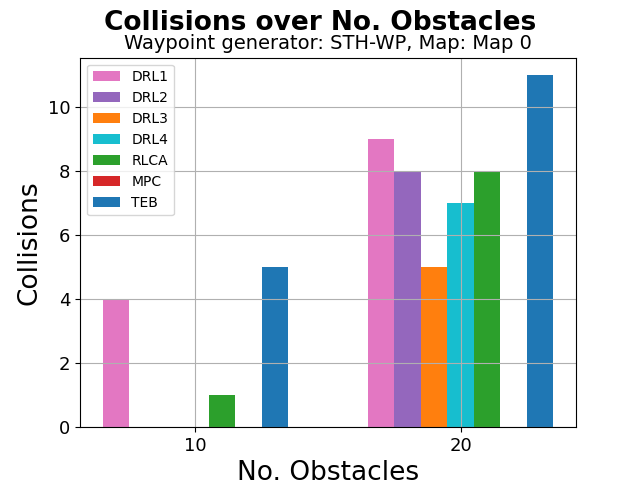 Collisions over No. Obstacles
Waypoint generator: STH-WP, Map: Map 0
DRL1
DRL2
DRL3
DRL4
RLCA
MPC
TEB
Collisions
10
8
6
4
2
0
10 20
No. Obstacles